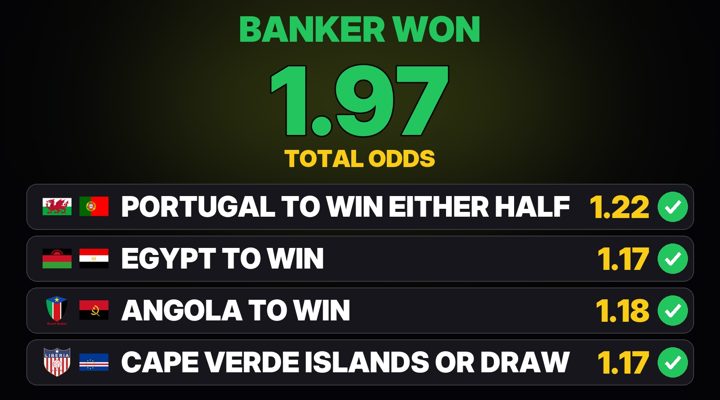 BANKER WON
1.97
TOTAL ODDS
PORTUGAL TO WIN EITHER HALF 1.22
EGYPT TO WIN 1.17
ANGOLA TO WIN 1.18
LIBERIA
CAPE VERDE ISLANDS OR DRAW 1.17